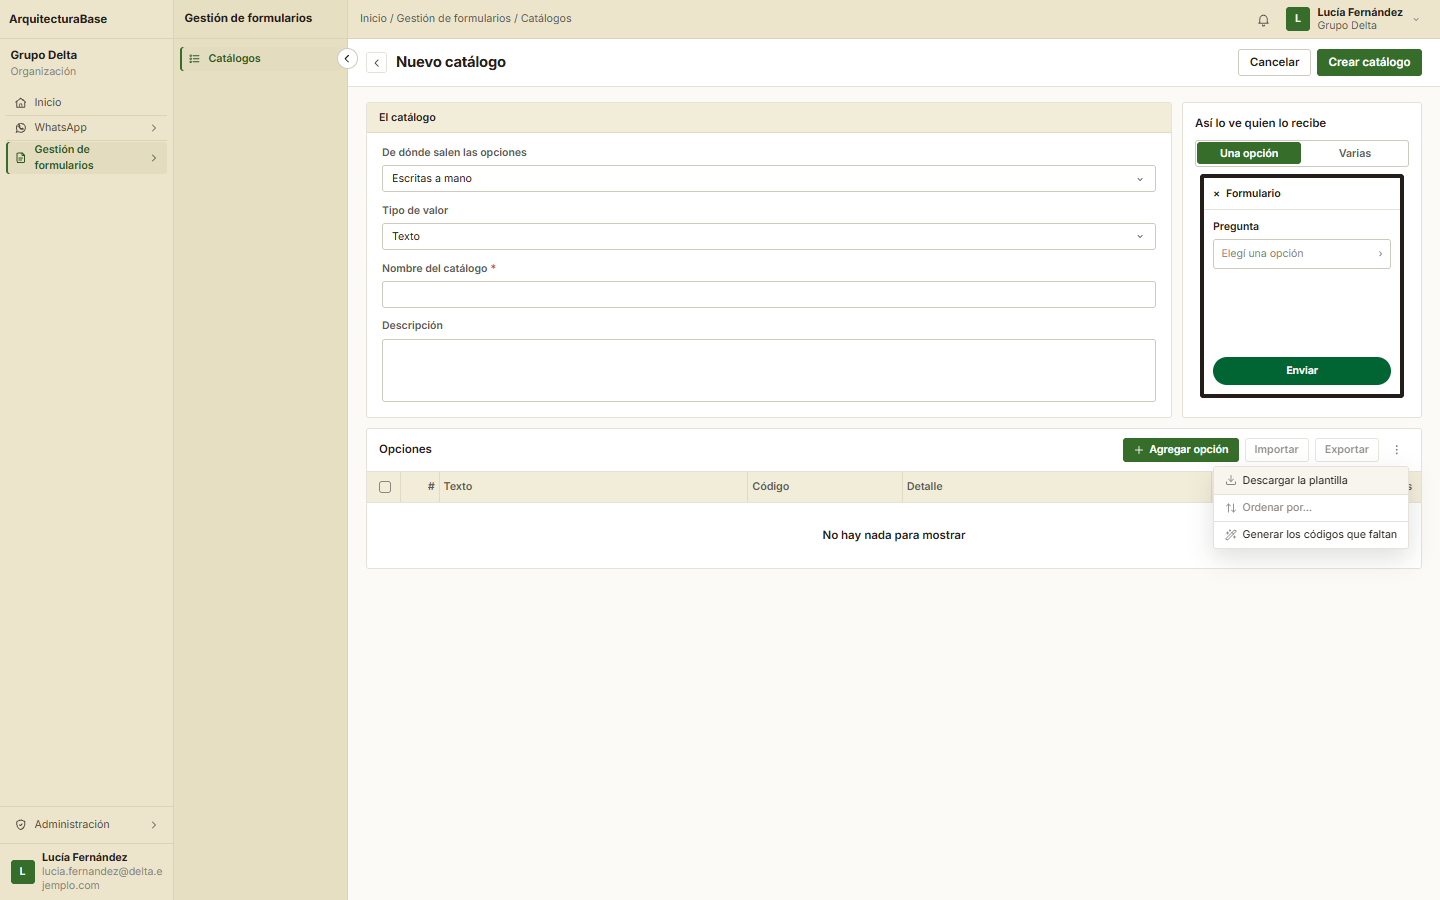 ArquitecturaBase
Grupo Delta
Organización
Inicio
WhatsApp
Gestión de
formularios
Administración
L
Lucía Fernández
lucia.fernandez@delta.e
jemplo.com
Gestión de formularios
Catálogos
Inicio / Gestión de formularios / Catálogos
L
Lucía Fernández
Grupo Delta
Nuevo catálogo
Cancelar
Crear catálogo
El catálogo
De dónde salen las opciones
Escritas a mano
Tipo de valor
Texto
Nombre del catálogo *
Descripción
Así lo ve quien lo recibe
Una opción
Varias
× Formulario
Pregunta
Elegí una opción
Enviar
Opciones
+ Agregar opción
Importar
Exportar
# Texto Código Detalle s
Descargar la plantilla
Ordenar por...
Generar los códigos que faltan
No hay nada para mostrar